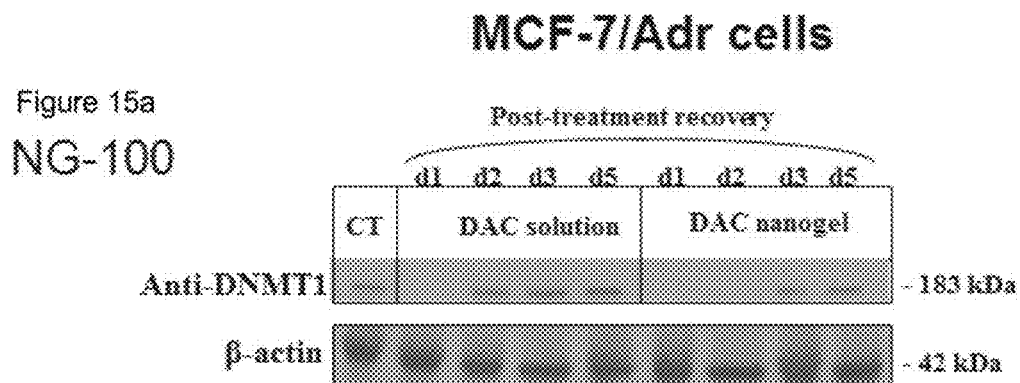 MCF-7/Adr cells
Figure 15a
NG-100
Post-treatment recovery
d1 d2 d3 d5 d1 d2 d3 d5
CT DAC solution DAC nanogel
Anti-DNMT1 - 183 kDa
β-actin - 42 kDa